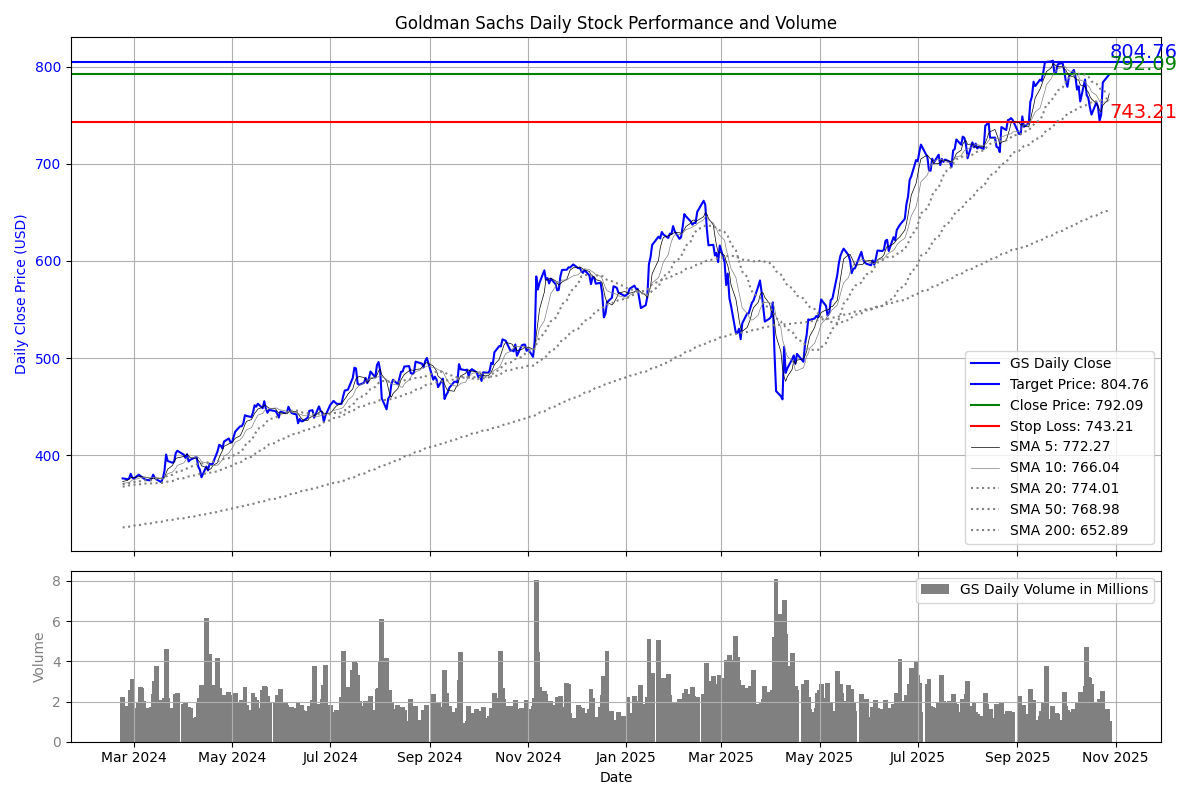 Goldman Sachs Daily Stock Performance and Volume
804.76
792.09
743.21
800
700
600
500
400
Daily Close Price (USD)
GS Daily Close
Target Price: 804.76
Close Price: 792.09
Stop Loss: 743.21
SMA 5: 772.27
SMA 10: 766.04
SMA 20: 774.01
SMA 50: 768.98
SMA 200: 652.89
8
6
4
2
0
Volume
GS Daily Volume in Millions
Mar 2024 May 2024 Jul 2024 Sep 2024 Nov 2024 Jan 2025 Mar 2025 May 2025 Jul 2025 Sep 2025 Nov 2025
Date